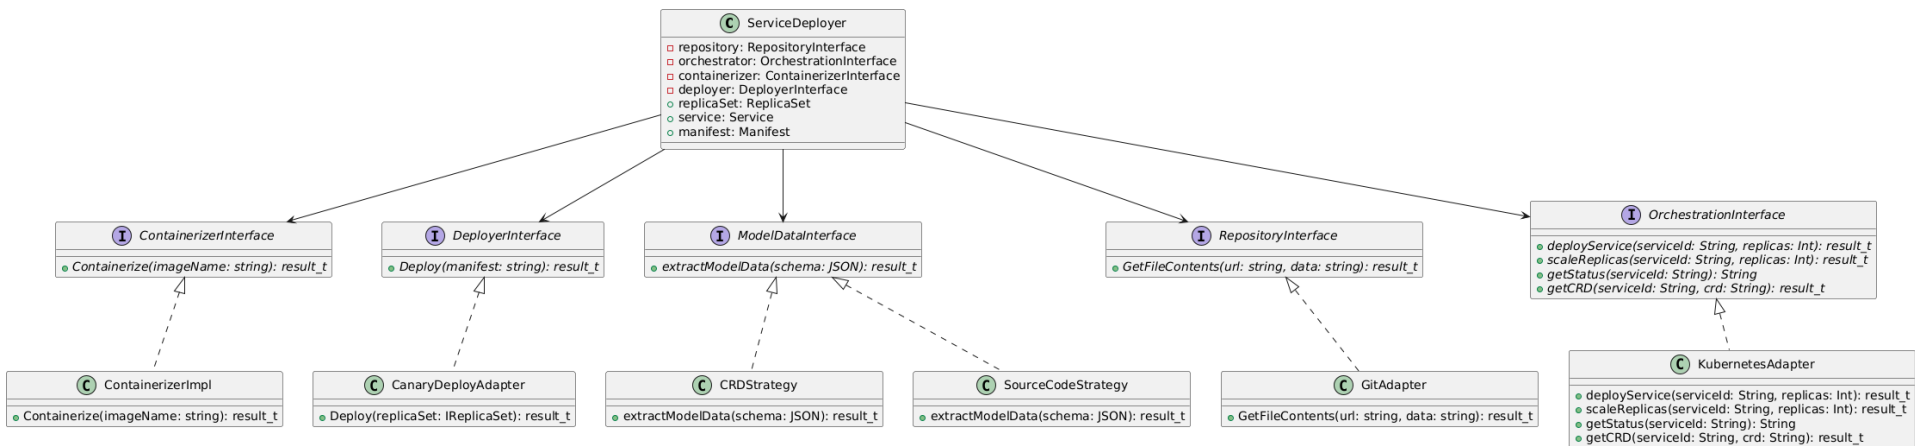 C ServiceDeployer
repository: RepositoryInterface
orchestrator: OrchestrationInterface
containerizer: ContainerizerInterface
deployer: DeployerInterface
replicaSet: ReplicaSet
service: Service
manifest: Manifest
I ContainerizerInterface
Containerize(imageName: string): result_t
I DeployerInterface
Deploy(manifest: string): result_t
I ModelDataInterface
extractModelData(schema: JSON): result_t
I RepositoryInterface
GetFileContents(url: string, data: string): result_t
I OrchestrationInterface
deployService(serviceId: String, replicas: Int): result_t
scaleReplicas(serviceId: String, replicas: Int): result_t
getStatus(serviceId: String): String
getCRD(serviceId: String, crd: String): result_t
C ContainerizerImpl
Containerize(imageName: string): result_t
C CanaryDeployAdapter
Deploy(replicaSet: IReplicaSet): result_t
C CRDStrategy
extractModelData(schema: JSON): result_t
C SourceCodeStrategy
extractModelData(schema: JSON): result_t
C GitAdapter
GetFileContents(url: string, data: string): result_t
C KubernetesAdapter
deployService(serviceId: String, replicas: Int): result_t
scaleReplicas(serviceId: String, replicas: Int): result_t
getStatus(serviceId: String): String
getCRD(serviceId: String, crd: String): result_t